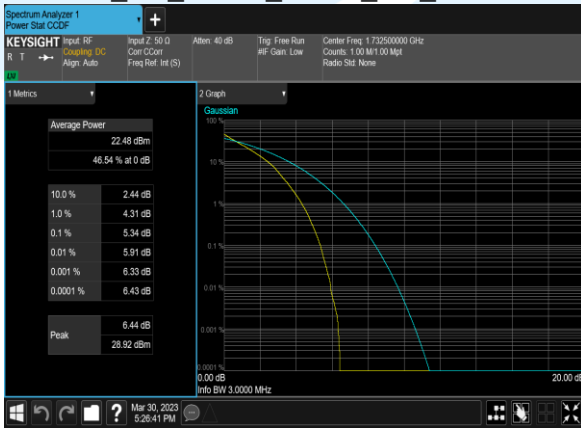 Spectrum Analyzer 1
Power Stat CCDF
KEYSIGHT
R T
Input: RF
Coupling: DC
Align: Auto
Input Z: 50 Ω
Corr CCorr
Freq Ref: Int (S)
Atten: 40 dB
Trig: Free Run
#IF Gain: Low
Center Freq: 1.732500000 GHz
Counts: 1.00 M/1.00 Mpt
Radio Std: None
1 Metrics
Average Power
22.48 dBm
46.54 % at 0 dB
10.0 % 2.44 dB
1.0 % 4.31 dB
0.1 % 5.34 dB
0.01 % 5.91 dB
0.001 % 6.33 dB
0.0001 % 6.43 dB
Peak
6.44 dB
28.92 dBm
2 Graph
Gaussian
100 %
10 %
1 %
0.1 %
0.01 %
0.001 %
0.0001 %
0.00 dB 20.00 dB
Info BW 3.0000 MHz
?
Mar 30, 2023
5:26:41 PM